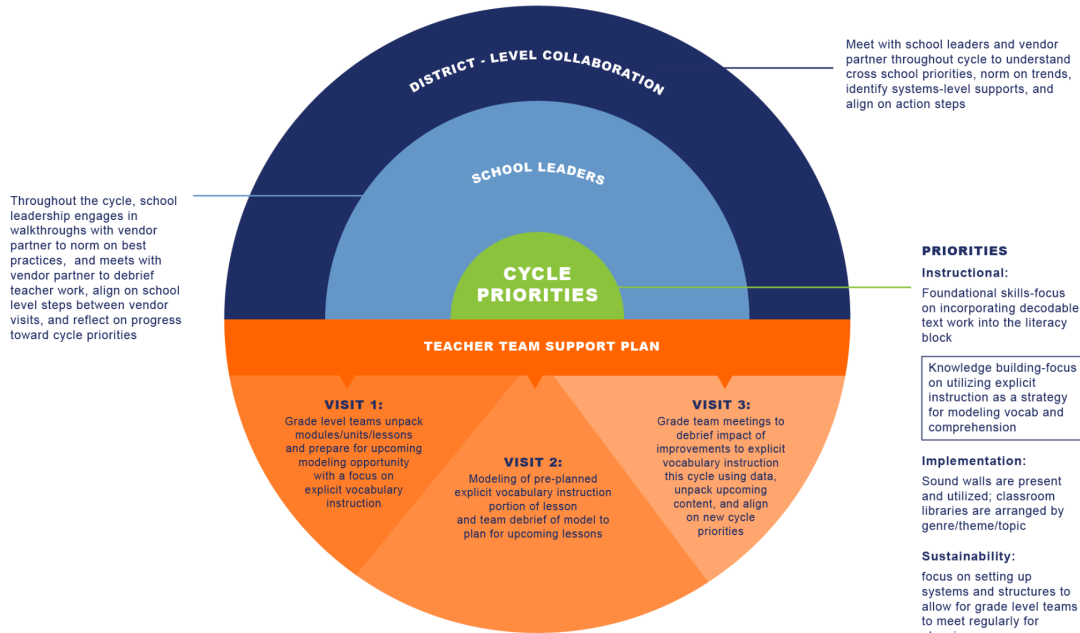 DISTRICT - LEVEL COLLABORATION
Meet with school leaders and vendor
partner throughout cycle to understand
cross school priorities, norm on trends,
identify systems-level supports, and
align on action steps
SCHOOL LEADERS
Throughout the cycle, school
leadership engages in
walkthroughs with vendor
partner to norm on best
practices, and meets with
vendor partner to debrief
teacher work, align on school
level steps between vendor
visits, and reflect on progress
toward cycle priorities
CYCLE
PRIORITIES
PRIORITIES
Instructional:
Foundational skills-focus
on incorporating decodable
text work into the literacy
block
Knowledge building-focus
on utilizing explicit
instruction as a strategy
for modeling vocab and
comprehension
Implementation:
Sound walls are present
and utilized; classroom
libraries are arranged by
genre/theme/topic
Sustainability:
focus on setting up
systems and structures to
allow for grade level teams
to meet regularly for
TEACHER TEAM SUPPORT PLAN
VISIT 1:
Grade level teams unpack
modules/units/lessons
and prepare for upcoming
modeling opportunity
with a focus on
explicit vocabulary
instruction
VISIT 2:
Modeling of pre-planned
explicit vocabulary instruction
portion of lesson
and team debrief of model to
plan for upcoming lessons
VISIT 3:
Grade team meetings to
debrief impact of
improvements to explicit
vocabulary instruction
this cycle using data,
unpack upcoming
content, and align
on new cycle
priorities